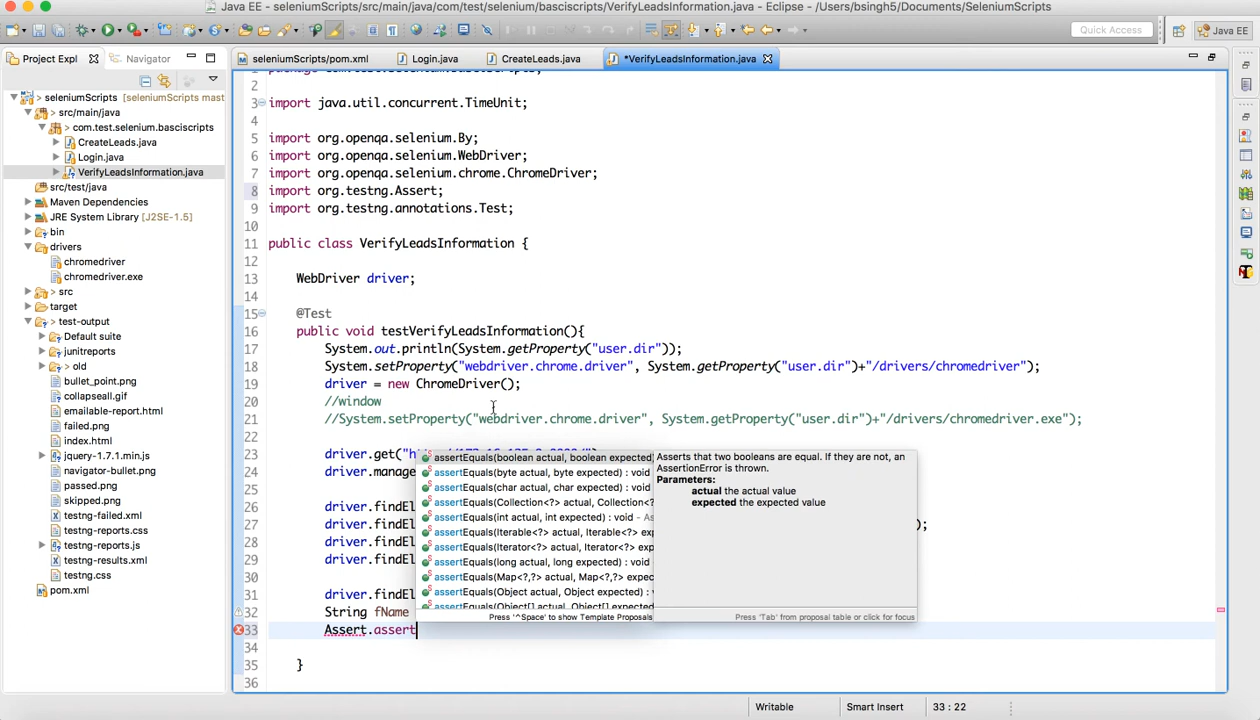 Java EE - seleniumScripts/src/main/java/com/test/selenium/basciscripts/VerifyLeadsInformation.java - Eclipse - /Users/bsingh5/Documents/SeleniumScripts
Quick Access
Java EE
Project Expl
Navigator
seleniumScripts/pom.xml
Login.java
CreateLeads.java
*VerifyLeadsInformation.java
seleniumScripts [seleniumScripts mast
src/main/java
com.test.selenium.basciscripts
CreateLeads.java
Login.java
VerifyLeadsInformation.java
src/test/java
Maven Dependencies
JRE System Library [J2SE-1.5]
bin
drivers
chromedriver
chromedriver.exe
src
target
test-output
Default suite
junitreports
old
bullet_point.png
collapseall.gif
emailable-report.html
failed.png
index.html
jquery-1.7.1.min.js
navigator-bullet.png
passed.png
skipped.png
testng-failed.xml
testng-reports.css
testng-reports.js
testng-results.xml
testng.css
pom.xml
2
3 import java.util.concurrent.TimeUnit;
4
5 import org.openqa.selenium.By;
6 import org.openqa.selenium.WebDriver;
7 import org.openqa.selenium.chrome.ChromeDriver;
8 import org.testng.Assert;
9 import org.testng.annotations.Test;
10
11 public class VerifyLeadsInformation {
12
13 WebDriver driver;
14
15 @Test
16 public void testVerifyLeadsInformation(){
17 System.out.println(System.getProperty("user.dir"));
18 System.setProperty("webdriver.chrome.driver", System.getProperty("user.dir")+"/drivers/chromedriver");
19 driver = new ChromeDriver();
20 //window
21 //System.setProperty("webdriver.chrome.driver", System.getProperty("user.dir")+"/drivers/chromedriver.exe");
22
23 driver.get("
24 driver.manage
25
26 driver.findEl
27 driver.findEl );
28 driver.findEl
29 driver.findEl
30
31 driver.findEl
32 String fName
33 Assert.assert
34
35 }
36
assertEquals(boolean actual, boolean expected)
assertEquals(byte actual, byte expected) : void
assertEquals(char actual, char expected) : void
assertEquals(Collection<?> actual, Collection<?
assertEquals(int actual, int expected) : void - As
assertEquals(Iterable<?> actual, Iterable<?> exp
assertEquals(Iterator<?> actual, Iterator<?> exp
assertEquals(long actual, long expected) : void
assertEquals(Map<?,?> actual, Map<?,?> expec
assertEquals(Object actual, Object expected) : v
assertEquals(Object[] actual, Object[] expected)
Press '^Space' to show Template Proposals
Asserts that two booleans are equal. If they are not, an
AssertionError is thrown.
Parameters:
actual the actual value
expected the expected value
Press 'Tab' from proposal table or click for focus
Writable
Smart Insert
33 : 22